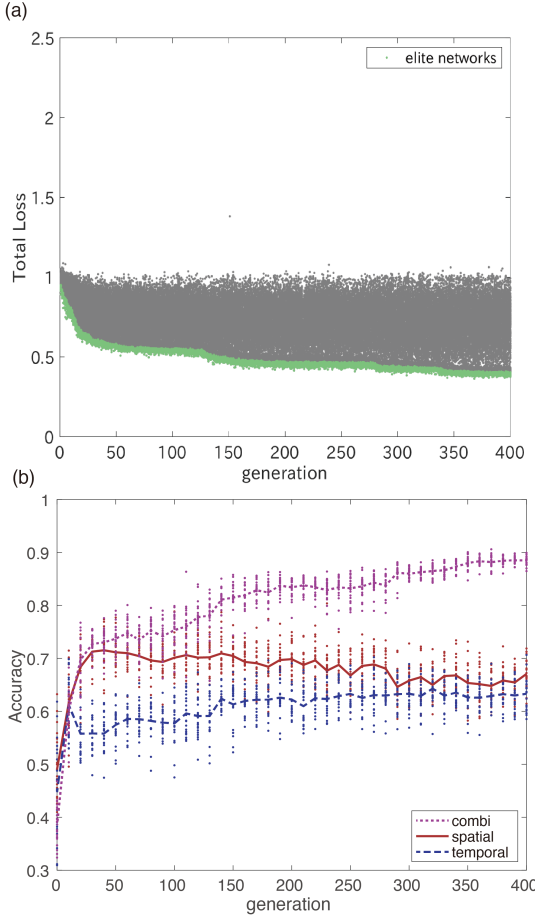 (a)
2.5
2
1.5
1
0.5
0
Total Loss
elite networks
0 50 100 150 200 250 300 350 400
generation
(b)
1
0.9
0.8
0.7
0.6
0.5
0.4
0.3
Accuracy
combi
spatial
temporal
0 50 100 150 200 250 300 350 400
generation